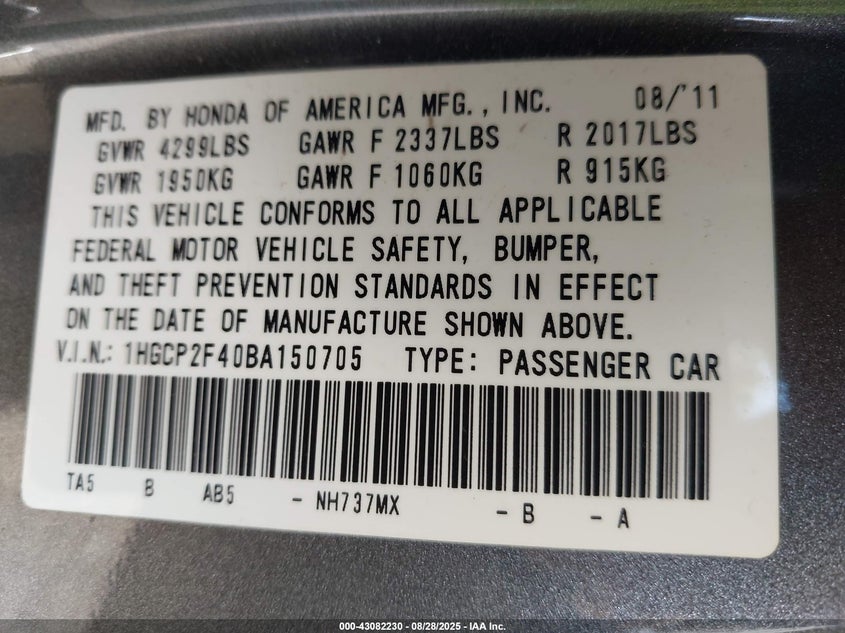 MFD. BY HONDA OF AMERICA MFG., INC. 08/'11
GVWR 4299LBS GAWR F 2337LBS R 2017LBS
GVWR 1950KG GAWR F 1060KG R 915KG
THIS VEHICLE CONFORMS TO ALL APPLICABLE
FEDERAL MOTOR VEHICLE SAFETY, BUMPER,
AND THEFT PREVENTION STANDARDS IN EFFECT
ON THE DATE OF MANUFACTURE SHOWN ABOVE.
V.I.N.: 1HGCP2F40BA150705 TYPE: PASSENGER CAR
TA5 B AB5 - NH737MX - B - A
000-43082230 - 08/28/2025 - IAA Inc.